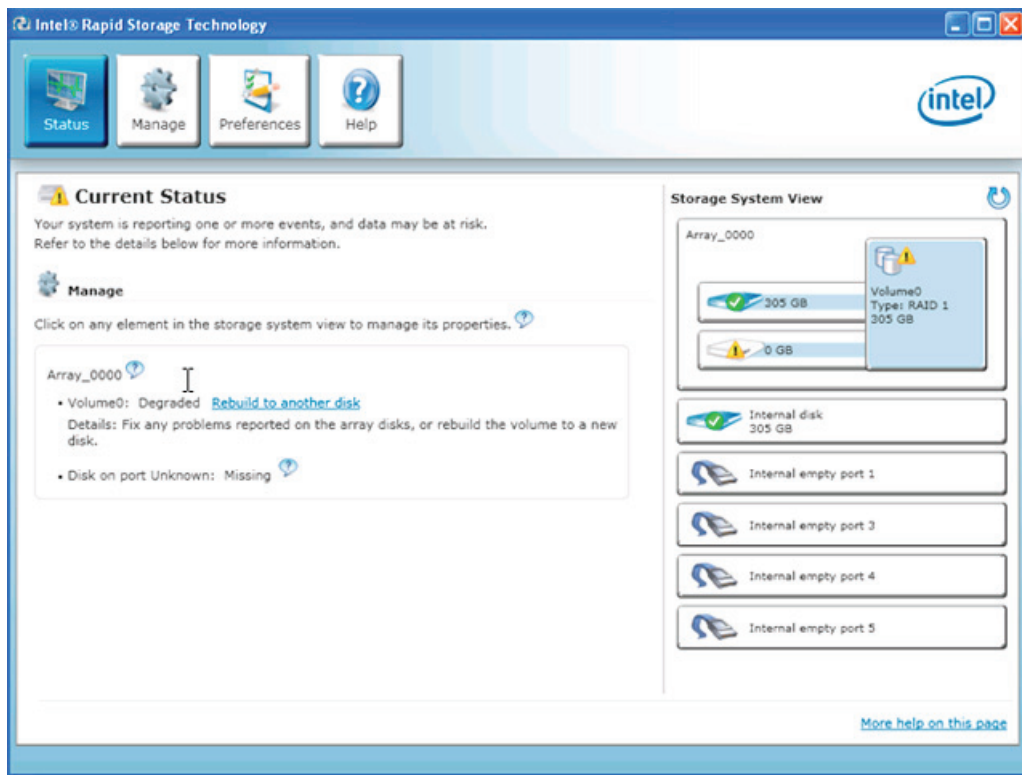 Intel® Rapid Storage Technology
Status
Manage
Preferences
Help
intel
Current Status
Your system is reporting one or more events, and data may be at risk.
Refer to the details below for more information.
Manage
Click on any element in the storage system view to manage its properties.
Array_0000
• Volume0: Degraded Rebuild to another disk
Details: Fix any problems reported on the array disks, or rebuild the volume to a new
disk.
• Disk on port Unknown: Missing
Storage System View
Array_0000
305 GB
0 GB
Volume0
Type: RAID 1
305 GB
Internal disk
305 GB
Internal empty port 1
Internal empty port 3
Internal empty port 4
Internal empty port 5
More help on this page